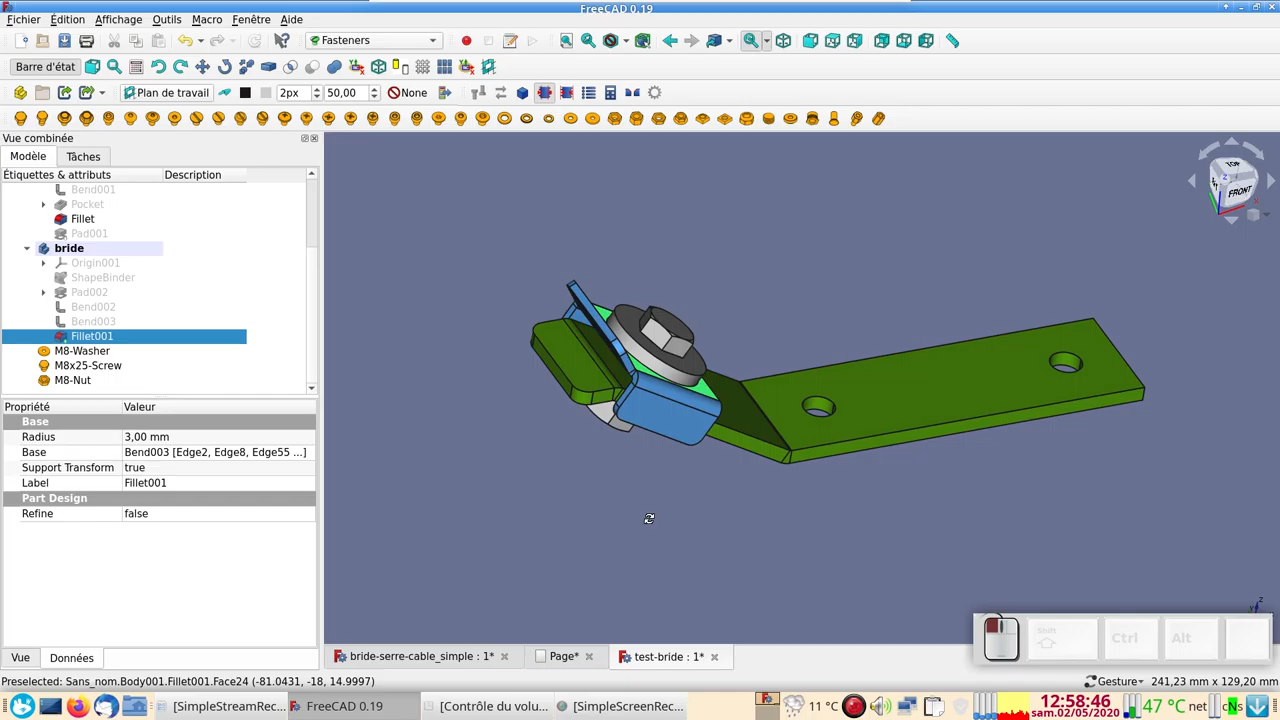 FreeCAD 0.19
Fichier Édition Affichage Outils Macro Fenêtre Aide
Fasteners
Barre d'état
Plan de travail 2px 50,00 None
Vue combinée
Modèle Tâches
Étiquettes & attributs Description
Bend001
Pocket
Fillet
Pad001
bride
Origin001
ShapeBinder
Pad002
Bend002
Bend003
Fillet001
M8-Washer
M8x25-Screw
M8-Nut
Propriété Valeur
Base
Radius 3,00 mm
Base Bend003 [Edge2, Edge8, Edge55 ...]
Support Transform true
Label Fillet001
Part Design
Refine false
TOP
FRONT
Z
Shift Ctrl Alt
Vue Données
bride-serre-cable_simple : 1* Page* test-bride : 1*
Preselected: Sans_nom.Body001.Fillet001.Face24 (-81.0431, -18, 14.9997) Gesture 241,23 mm x 129,20 mm
[SimpleStreamRec... FreeCAD 0.19 [Contrôle du volu... [SimpleScreenRec... 11 °C 12:58:46 sam.02/05/2020 47 °C net cNs